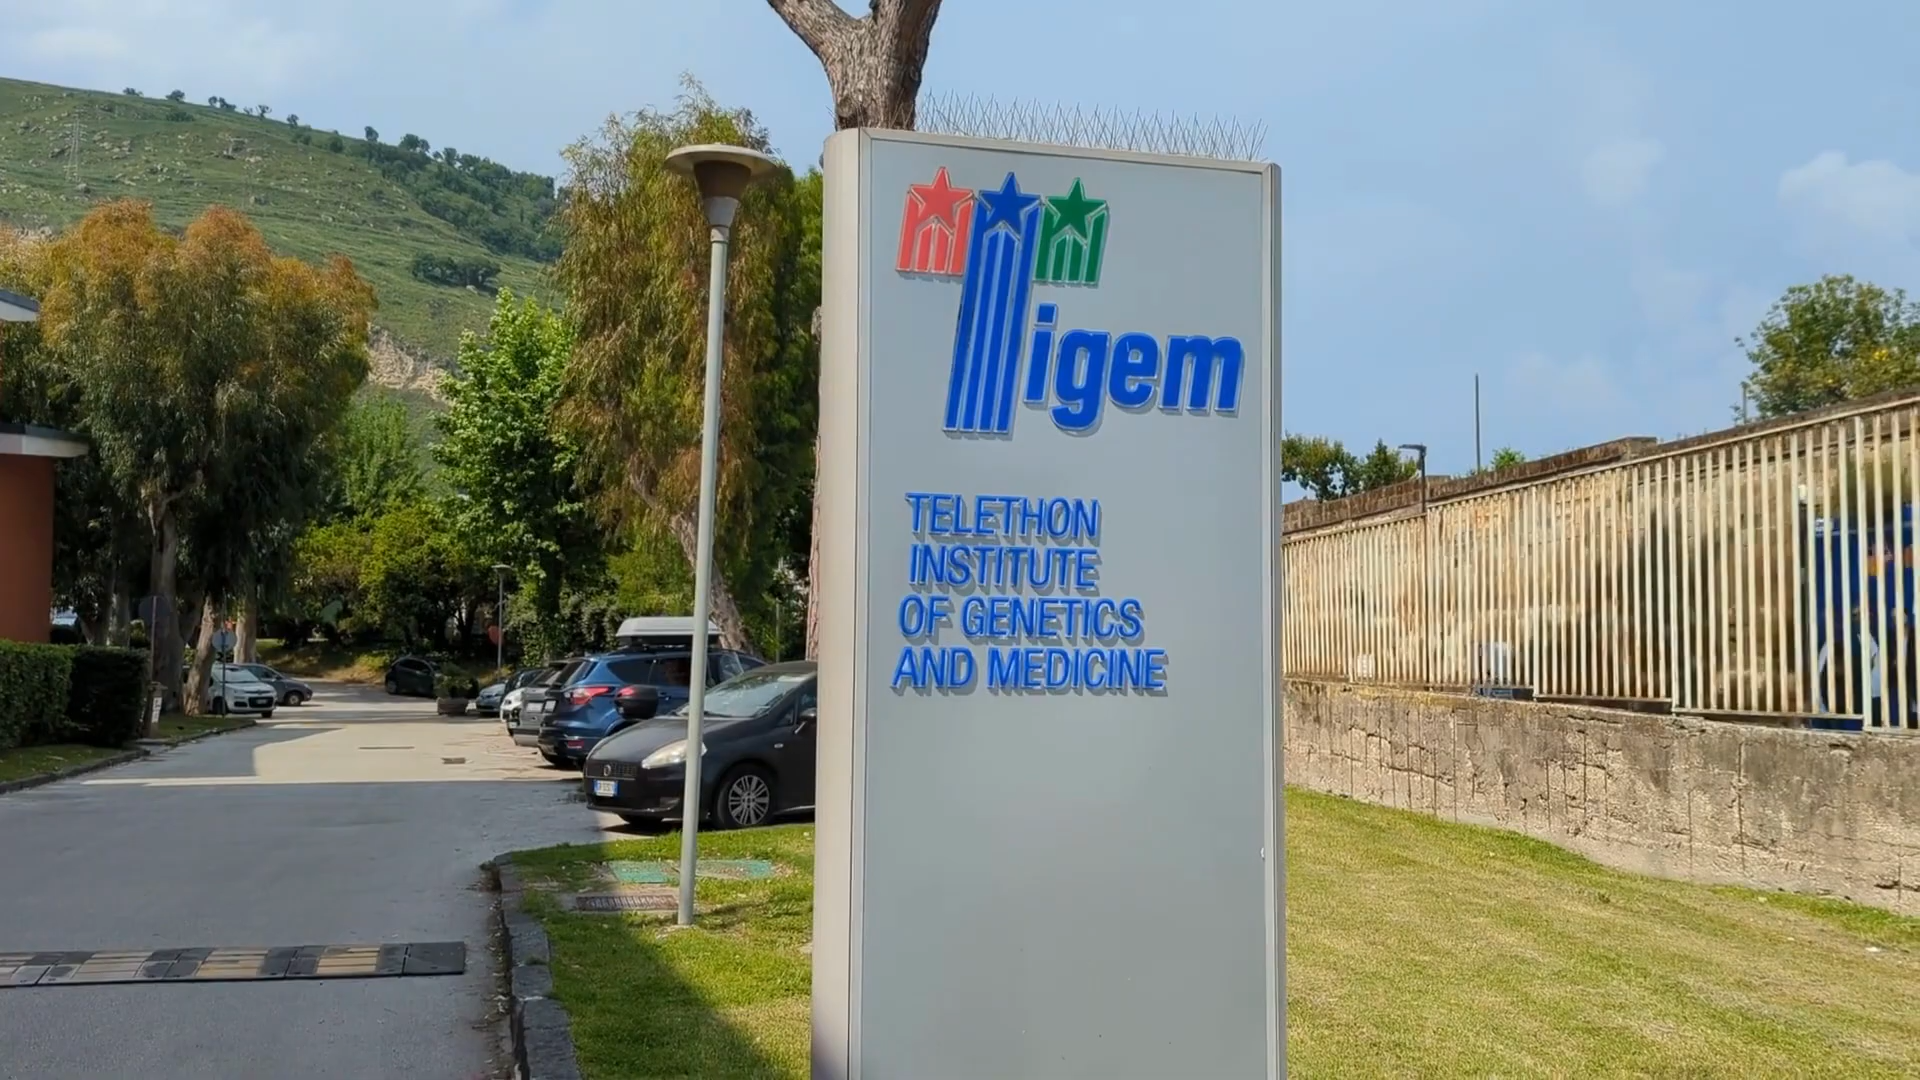 Tigem
TELETHON
INSTITUTE
OF GENETICS
AND MEDICINE